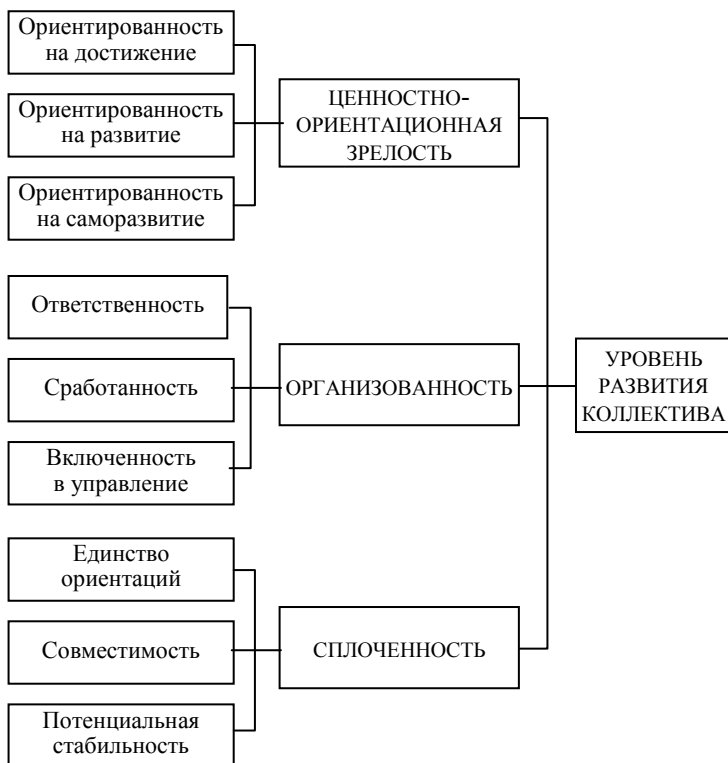 Ориентированность
на достижение
Ориентированность
на развитие
Ориентированность
на саморазвитие
ЦЕННОСТНО-
ОРИЕНТАЦИОННАЯ
ЗРЕЛОСТЬ
Ответственность
Сработанность
Включенность
в управление
ОРГАНИЗОВАННОСТЬ
Единство
ориентаций
Совместимость
Потенциальная
стабильность
СПЛОЧЕННОСТЬ
УРОВЕНЬ
РАЗВИТИЯ
КОЛЛЕКТИВА